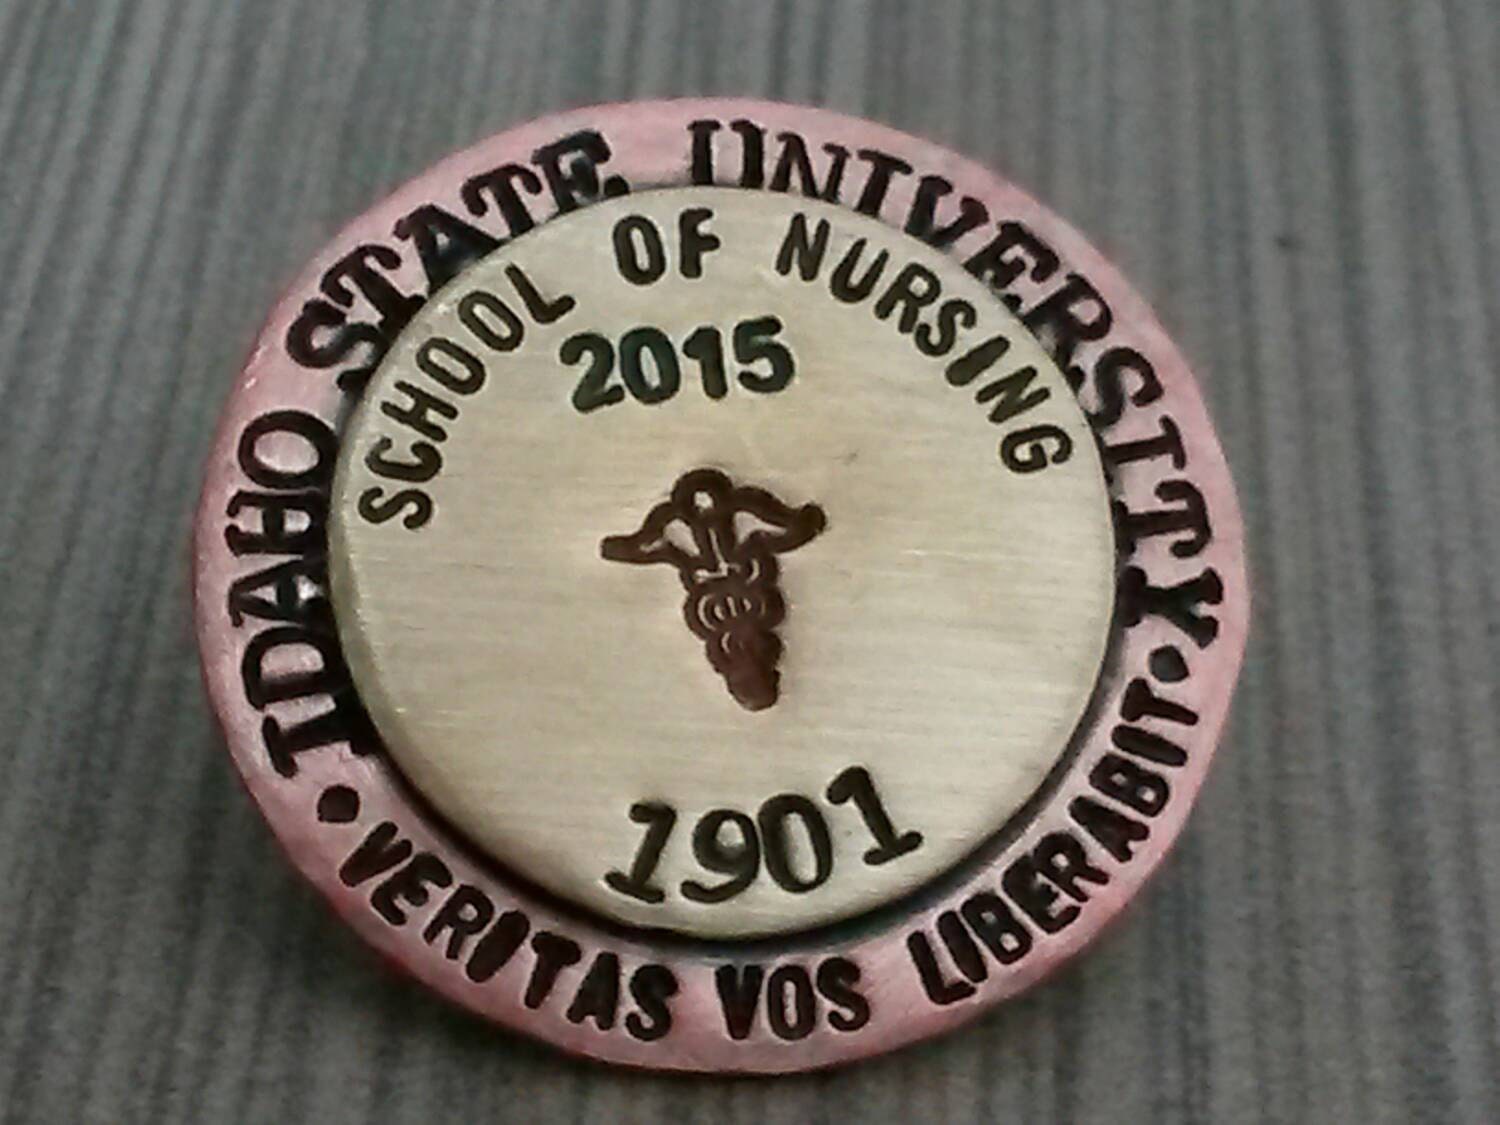 IDAHO STATE UNIVERSITY
SCHOOL OF NURSING
2015
1901
• VERITAS VOS LIBERABIT •